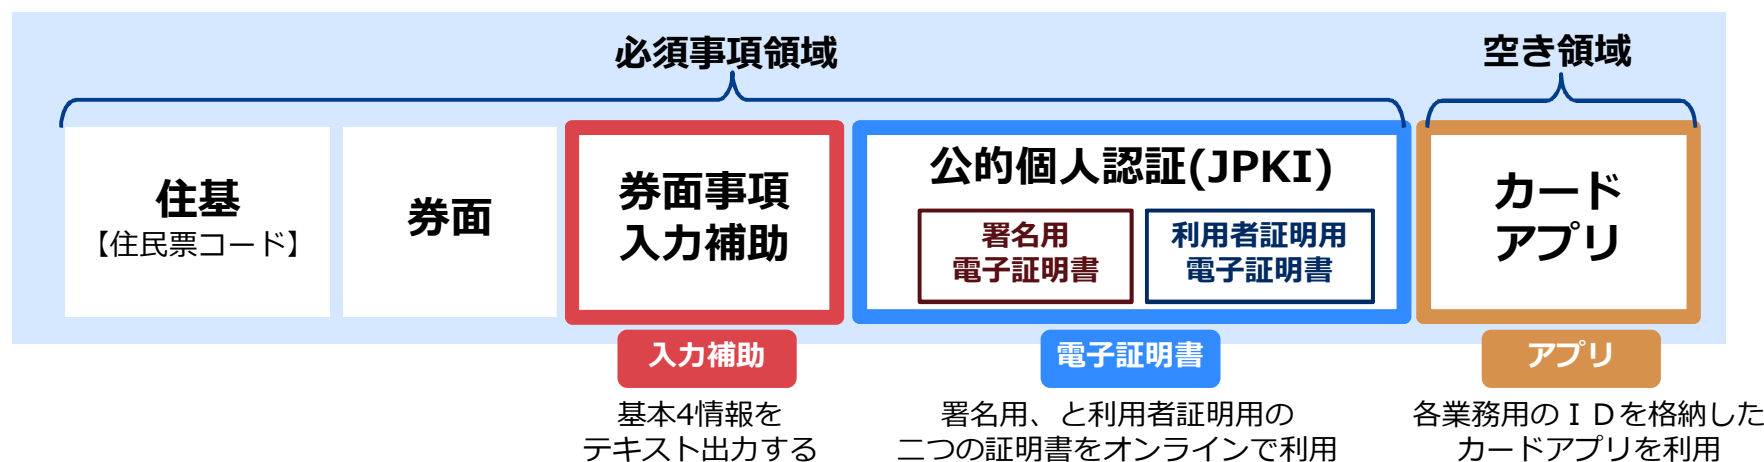 必須事項領域
空き領域
住基
【住民票コード】
券面
券面事項
入力補助
公的個人認証(JPKI)
署名用
電子証明書
利用者証明用
電子証明書
カード
アプリ
入力補助
電子証明書
アプリ
基本4情報を
テキスト出力する
署名用、と利用者証明用の
二つの証明書をオンラインで利用
各業務用のＩＤを格納した
カードアプリを利用